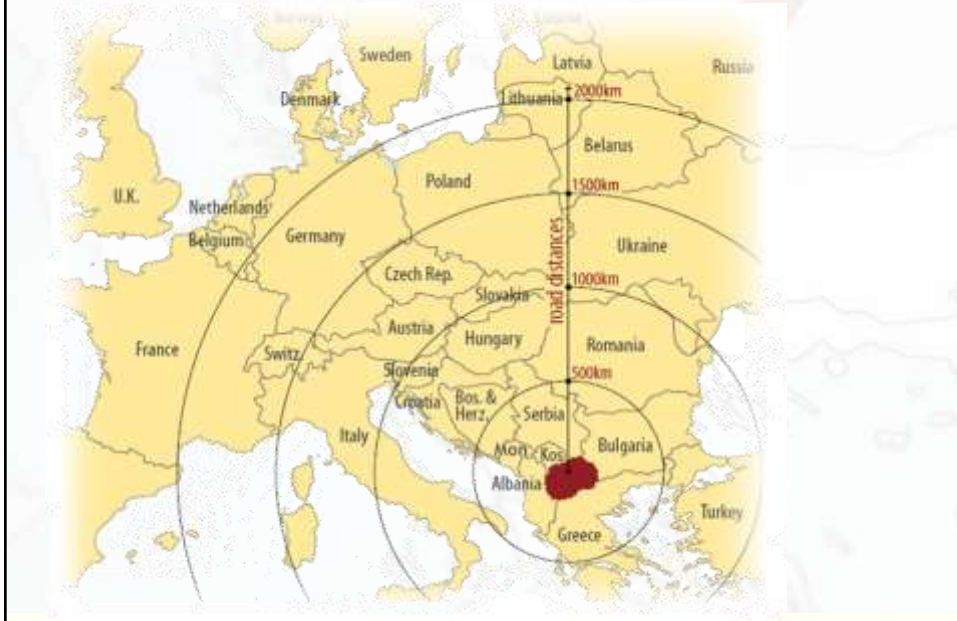 Sweden
Latvia
Russia
Denmark
Lithuania
2000km
Belarus
Poland
1500km
U.K.
Netherlands
Belgium
Germany
Ukraine
road distances
Czech Rep.
1000km
Slovakia
Austria
Hungary
France
Switz.
Romania
Slovenia
500km
Croatia
Bos. &
Herz.
Serbia
Italy
Bulgaria
Mon
Kos
Albania
Turkey
Greece